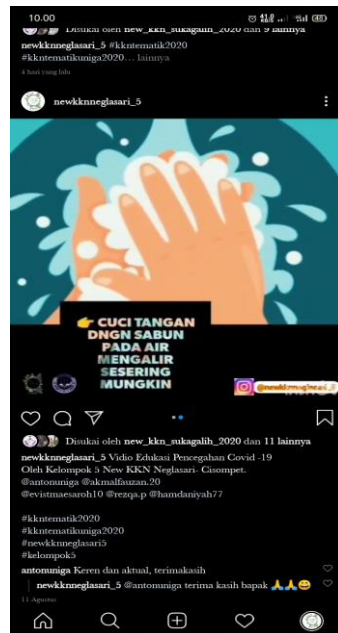 10.00
Disukai oleh new_kkn_sukagalih_2020 dan 9 lainnya
newkknneglasari_5 #kkntematik2020
#kkntematikuniga2020... lainnya
4 hari yang lalu
newkknneglasari_5
👉 CUCI TANGAN
DNGN SABUN
PADA AIR
MENGALIR
SESERING
MUNGKIN
Disukai oleh new_kkn_sukagalih_2020 dan 11 lainnya
newkknneglasari_5 Vidio Edukasi Pencegahan Covid -19
Oleh Kelompok 5 New KKN Neglasari- Cisompet.
@antonuniga @akmalfauzan.20
@evistmaesaroh10 @rezqa.p @hamdaniyah77
#kkntematik2020
#kkntematikuniga2020
#newkknneglasari5
#kelompok5
antonuniga Keren dan aktual, terimakasih
newkknneglasari_5 @antonuniga terima kasih bapak 🙏🙏😄
11 Agustus